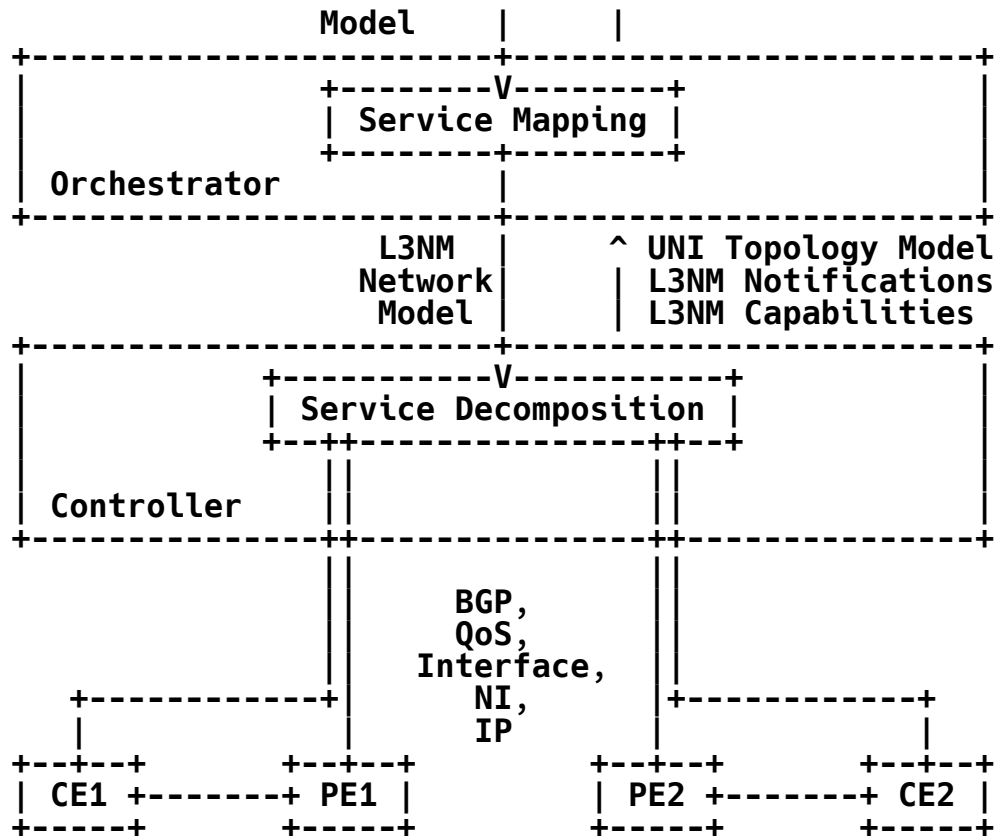 Model
Service Mapping
Orchestrator
L3NM ^ UNI Topology Model
Network L3NM Notifications
Model L3NM Capabilities
V
Service Decomposition
Controller
BGP,
QoS,
Interface,
NI,
IP
CE1 PE1 PE2 CE2